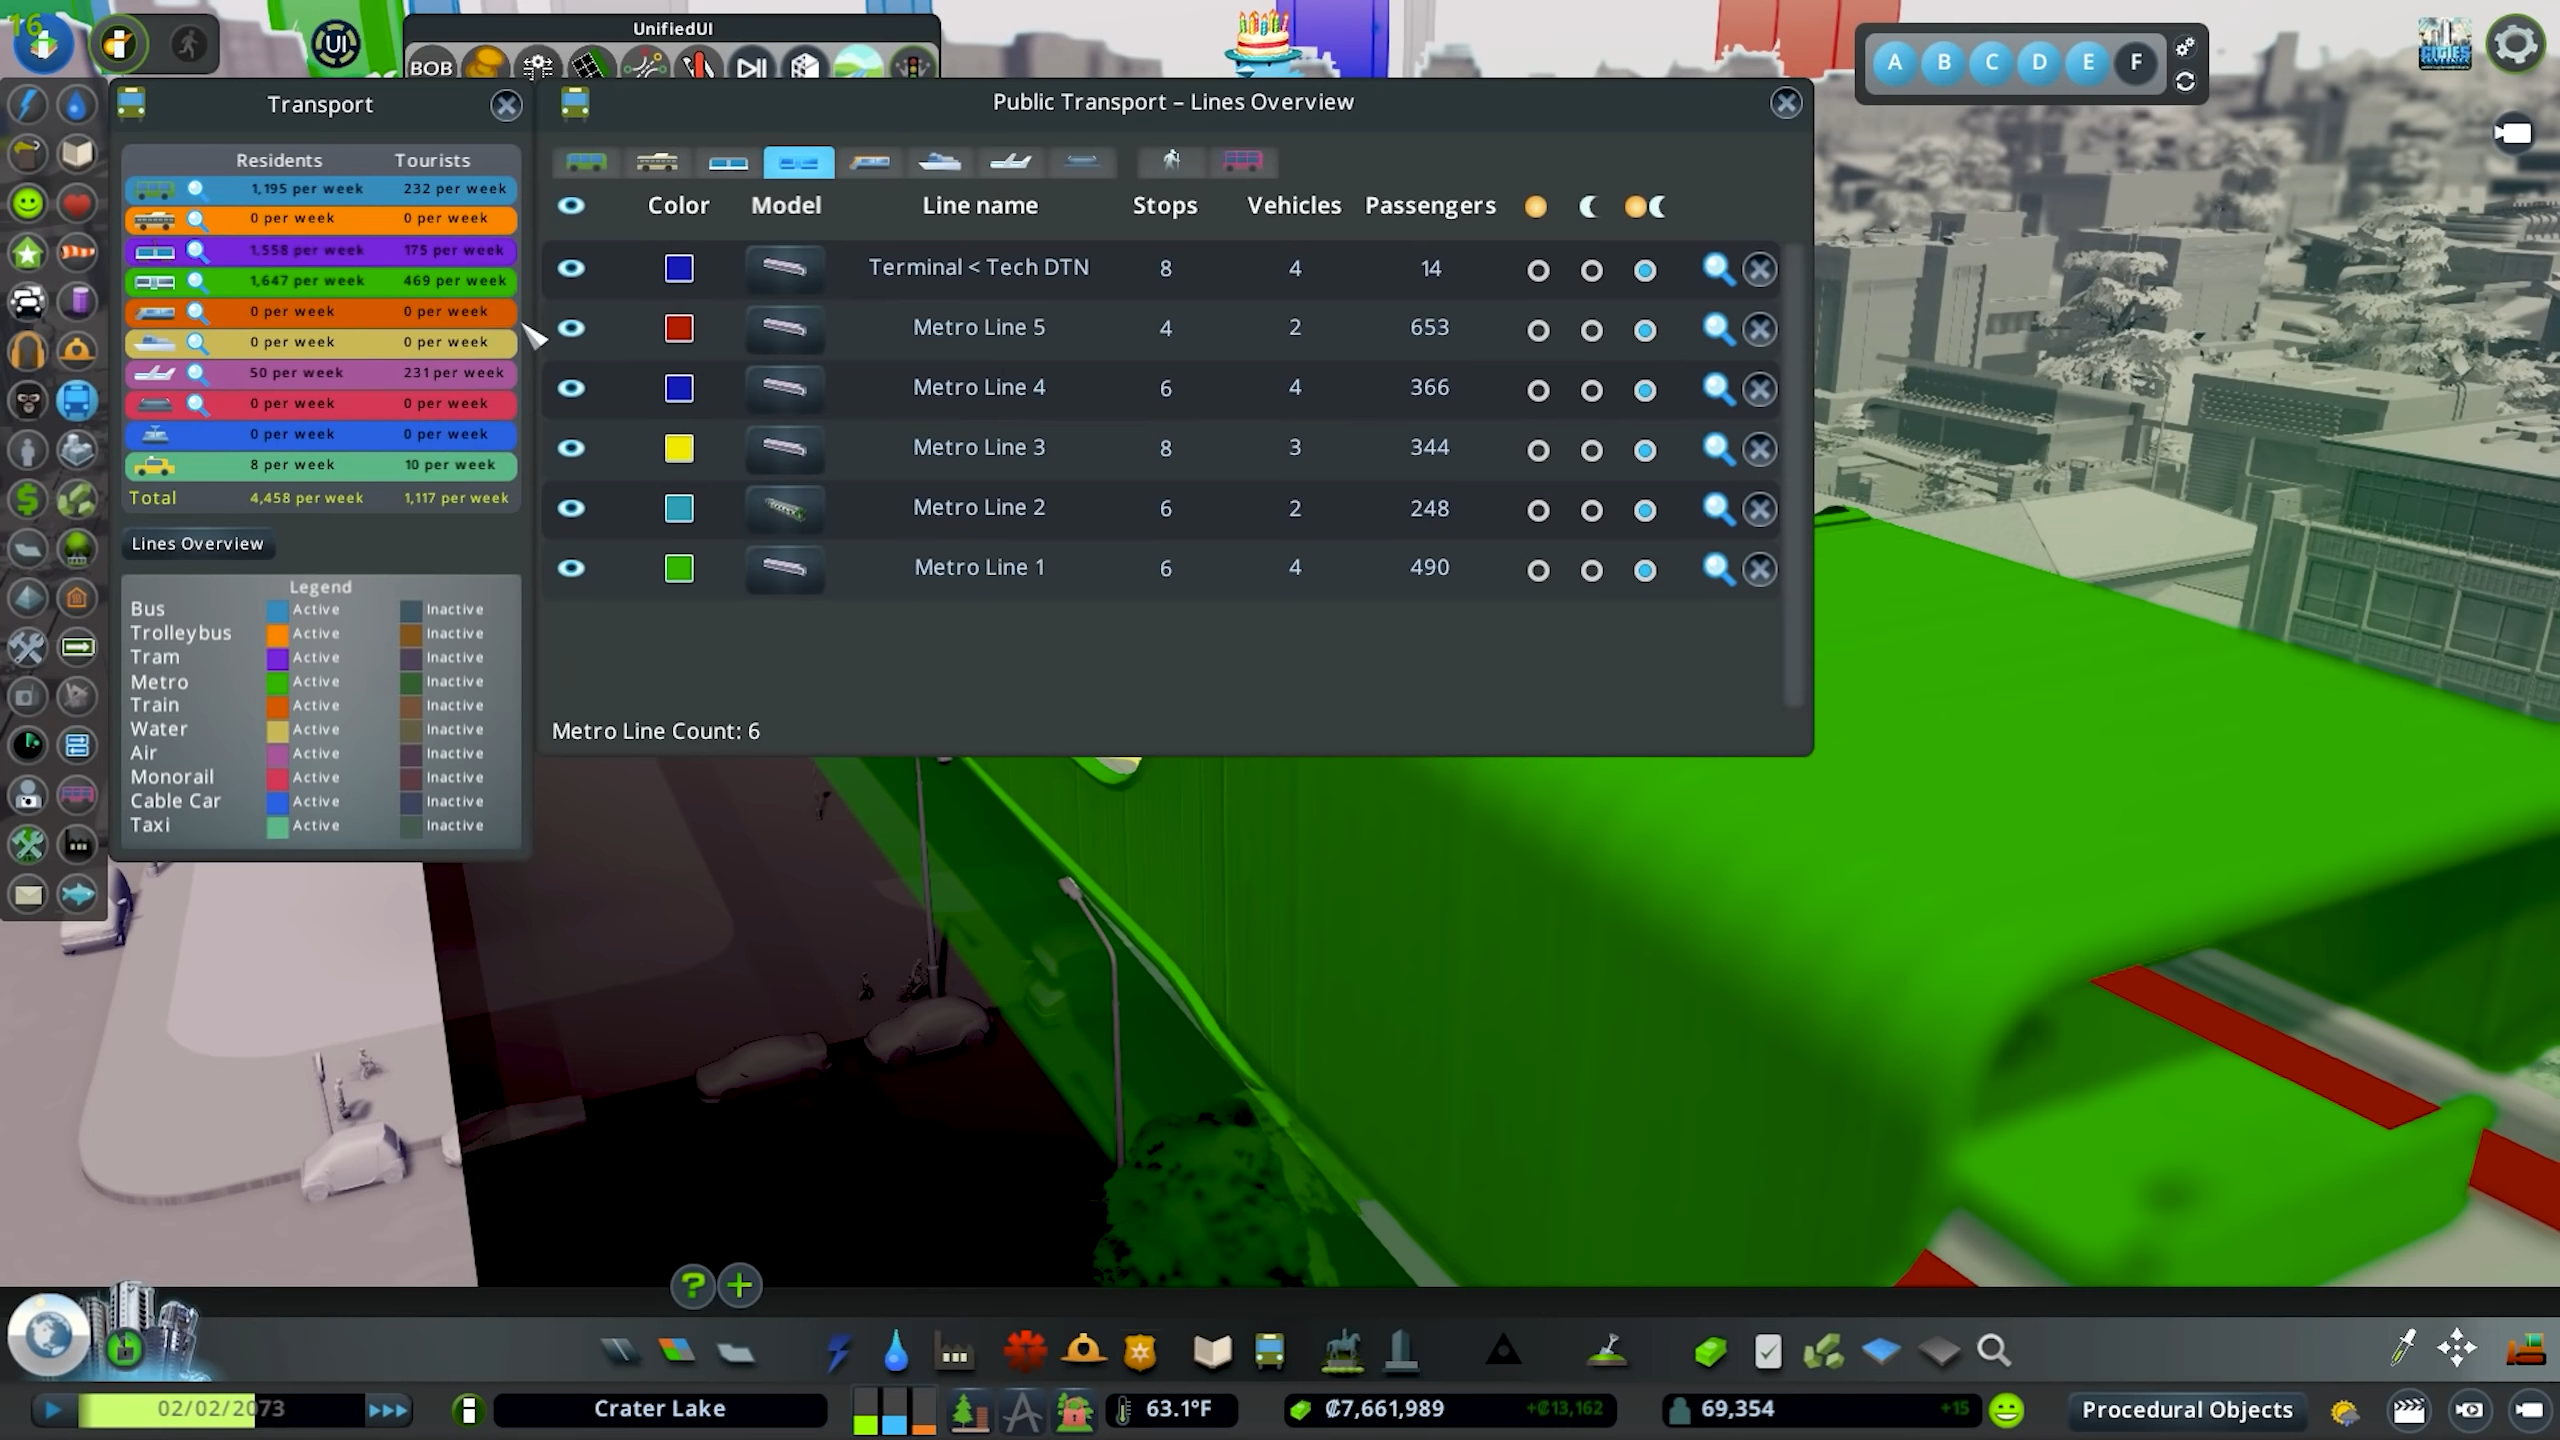 16
UnifiedUI
UI
BOB
A B C D E F
CITIES
Transport
Residents Tourists
1,195 per week 232 per week
0 per week 0 per week
1,558 per week 175 per week
1,647 per week 469 per week
0 per week 0 per week
0 per week 0 per week
50 per week 231 per week
0 per week 0 per week
0 per week 0 per week
8 per week 10 per week
Total 4,458 per week 1,117 per week
Lines Overview
Legend
Bus Active Inactive
Trolleybus Active Inactive
Tram Active Inactive
Metro Active Inactive
Train Active Inactive
Water Active Inactive
Air Active Inactive
Monorail Active Inactive
Cable Car Active Inactive
Taxi Active Inactive
Public Transport – Lines Overview
Color Model Line name Stops Vehicles Passengers
Terminal < Tech DTN 8 4 14
Metro Line 5 4 2 653
Metro Line 4 6 4 366
Metro Line 3 8 3 344
Metro Line 2 6 2 248
Metro Line 1 6 4 490
Metro Line Count: 6
02/02/2073
Crater Lake
63.1°F
₡7,661,989 +₡13,162
69,354 +15
Procedural Objects